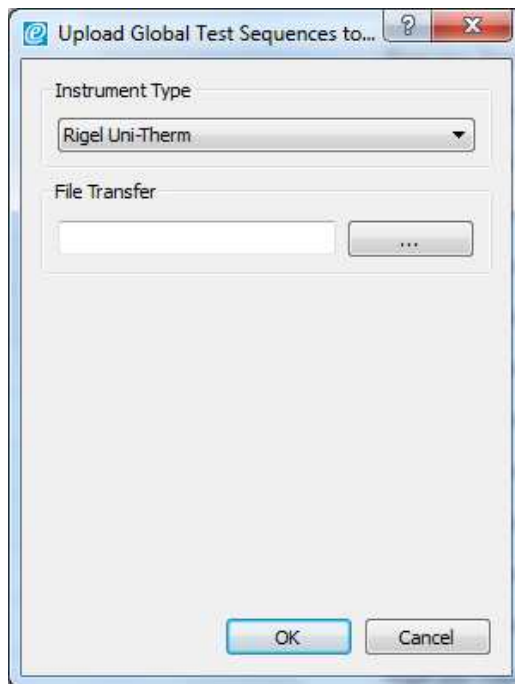 Upload Global Test Sequences to...
Instrument Type
Rigel Uni-Therm
File Transfer
...
OK Cancel